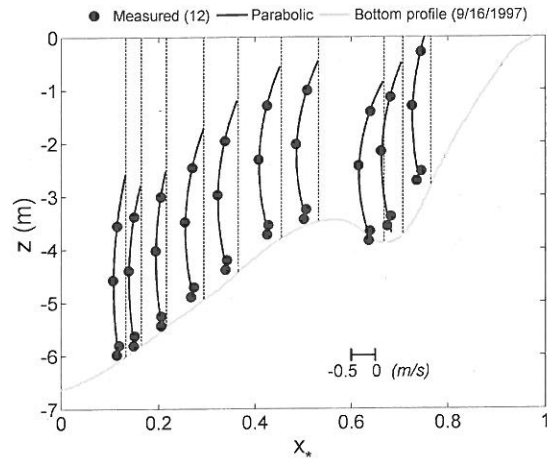 Measured (12) Parabolic Bottom profile (9/16/1997)
0
-1
-2
-3
-4
-5
-6
-7
z (m)
-0.5 0 (m/s)
0 0.2 0.4 0.6 0.8 1
x*